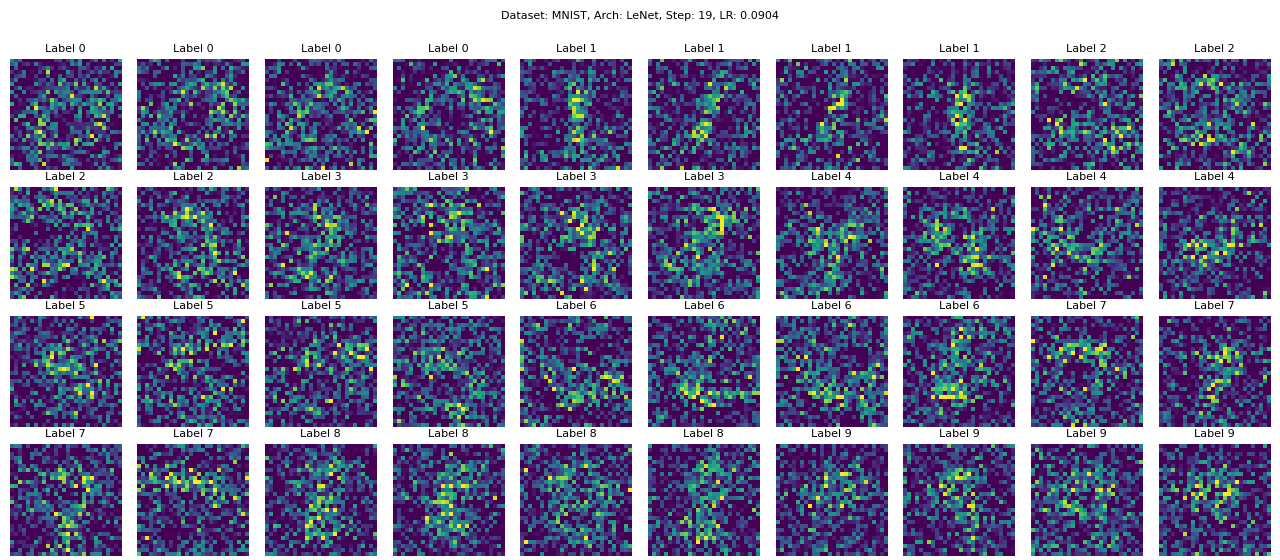 Dataset: MNIST, Arch: LeNet, Step: 19, LR: 0.0904
Label 0 Label 0 Label 0 Label 0 Label 1 Label 1 Label 1 Label 1 Label 2 Label 2
Label 2 Label 2 Label 3 Label 3 Label 3 Label 3 Label 4 Label 4 Label 4 Label 4
Label 5 Label 5 Label 5 Label 5 Label 6 Label 6 Label 6 Label 6 Label 7 Label 7
Label 7 Label 7 Label 8 Label 8 Label 8 Label 8 Label 9 Label 9 Label 9 Label 9